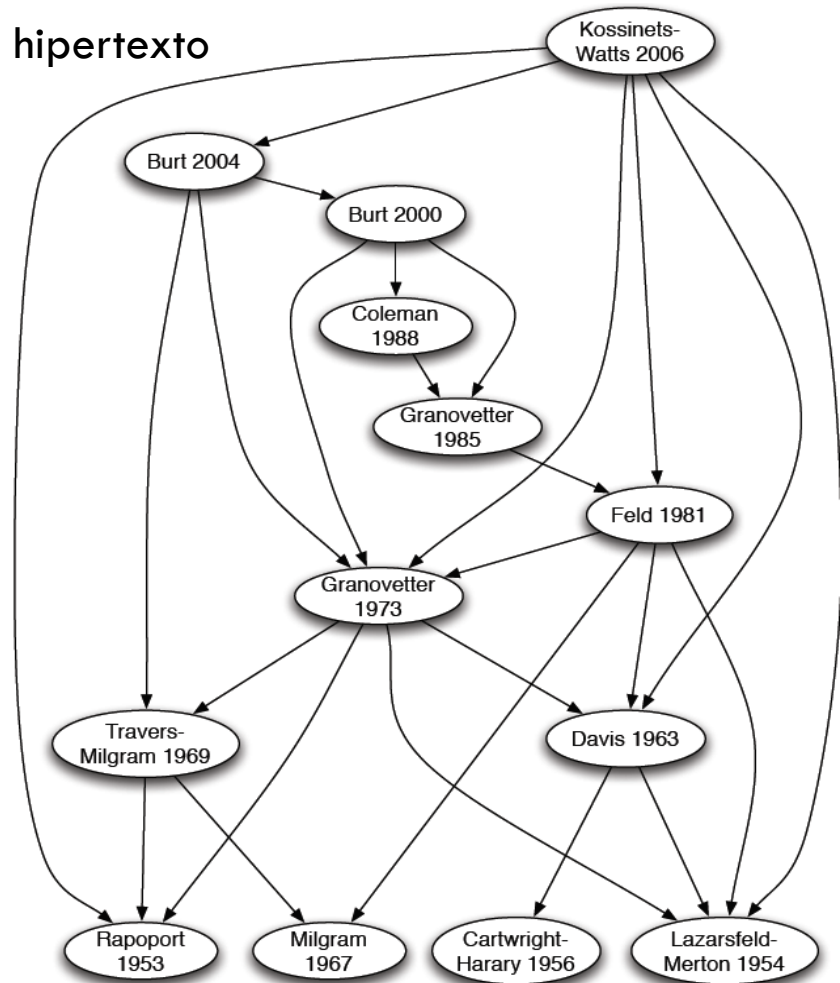 hipertexto
Kossinets-
Watts 2006
Burt 2004
Burt 2000
Coleman
1988
Granovetter
1985
Feld 1981
Granovetter
1973
Travers-
Milgram 1969
Davis 1963
Rapoport
1953
Milgram
1967
Cartwright-
Harary 1956
Lazarsfeld-
Merton 1954